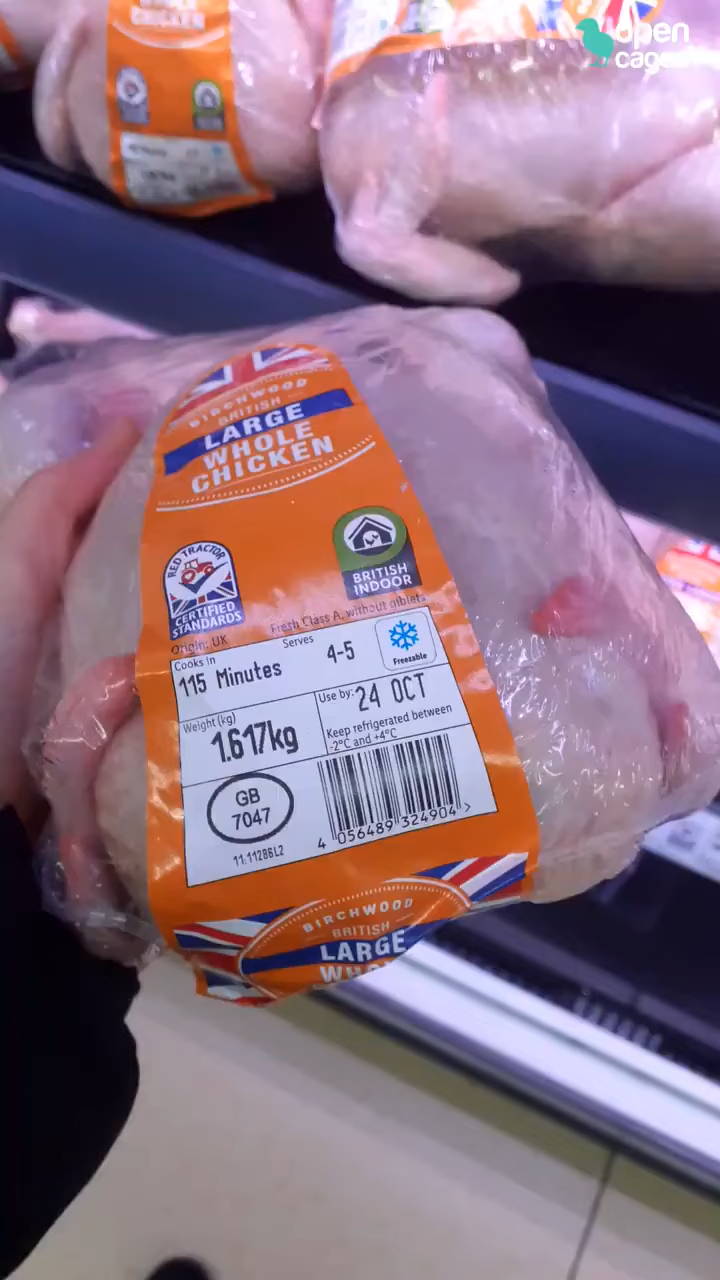 open
cages
CHICKEN
BIRCHWOOD
BRITISH
LARGE
WHOLE
CHICKEN
RED TRACTOR
CERTIFIED
STANDARDS
BRITISH
INDOOR
Origin: UK
Fresh Class A, without giblets
Cooks in
115 Minutes
Serves
4-5
Freezable
Weight (kg)
1.617kg
Use by: 24 OCT
Keep refrigerated between
-2°C and +4°C
GB
7047
11:11286L2
4 056489 324904 >
BIRCHWOOD
BRITISH
LARGE